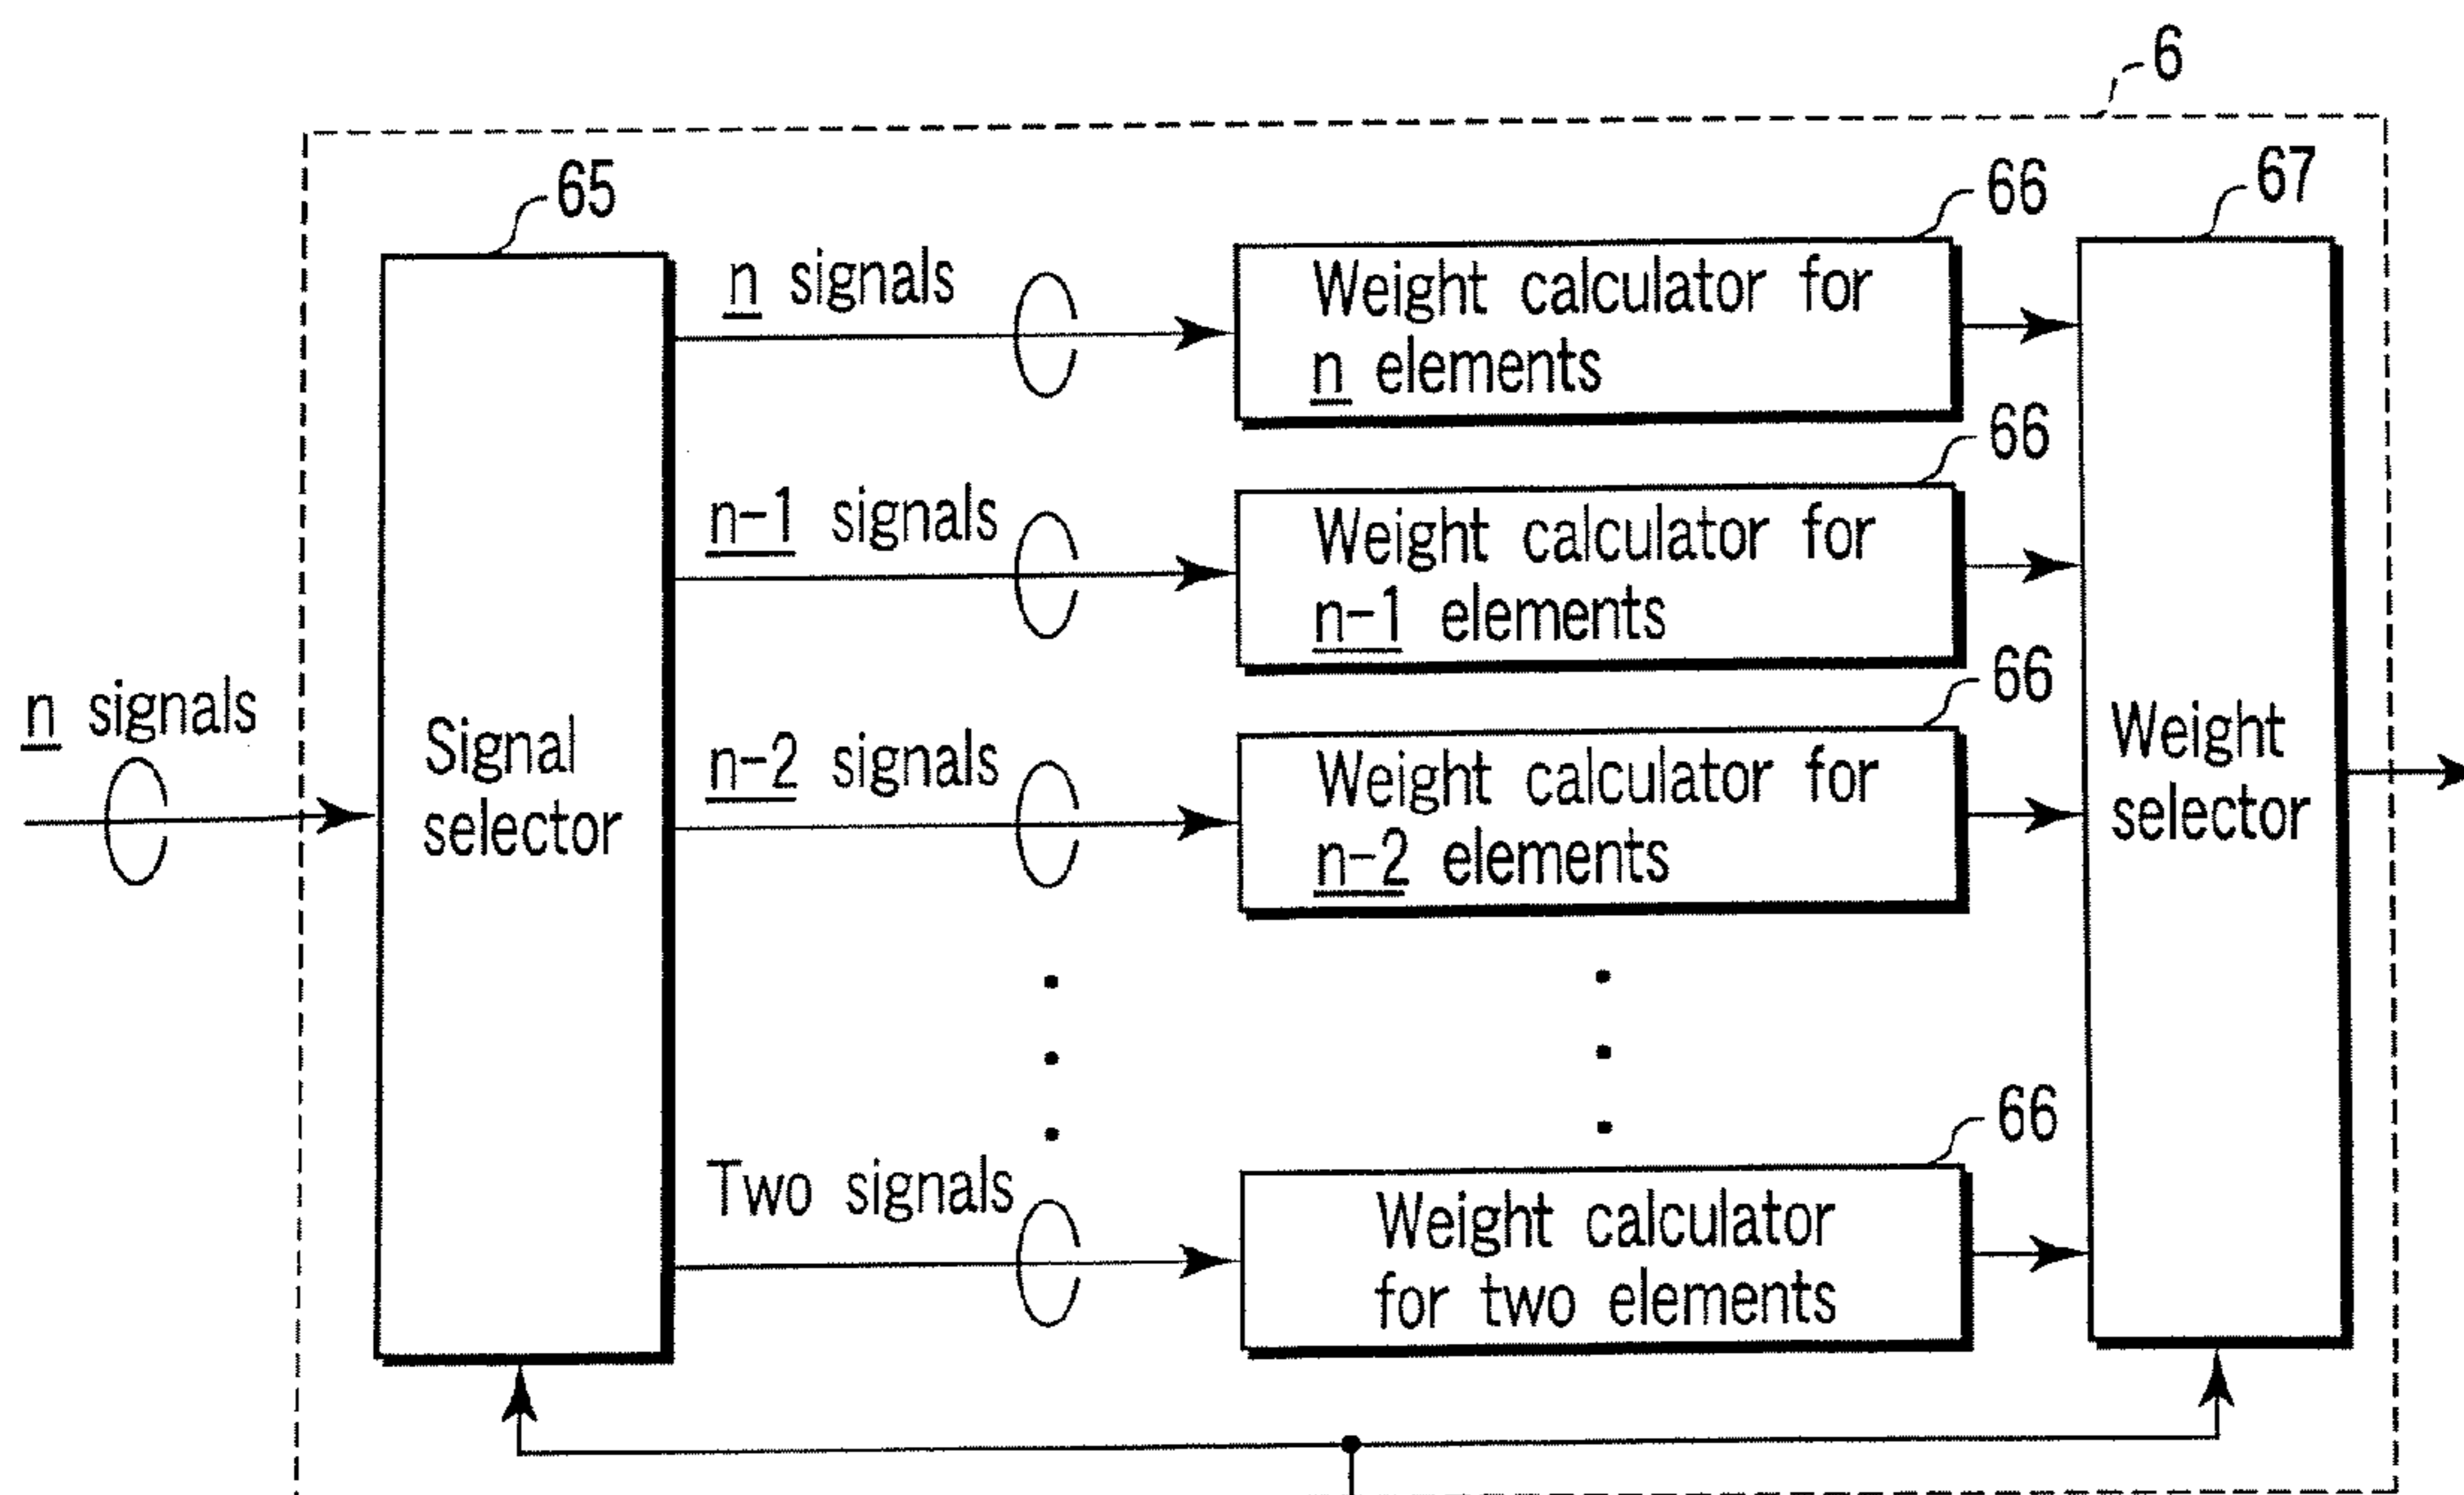 6
65
66
67
n signals
Weight calculator for
n elements
66
n-1 signals
Weight calculator for
n-1 elements
66
n signals
Signal
selector
n-2 signals
Weight calculator for
n-2 elements
Weight
selector
66
Two signals
Weight calculator
for two elements